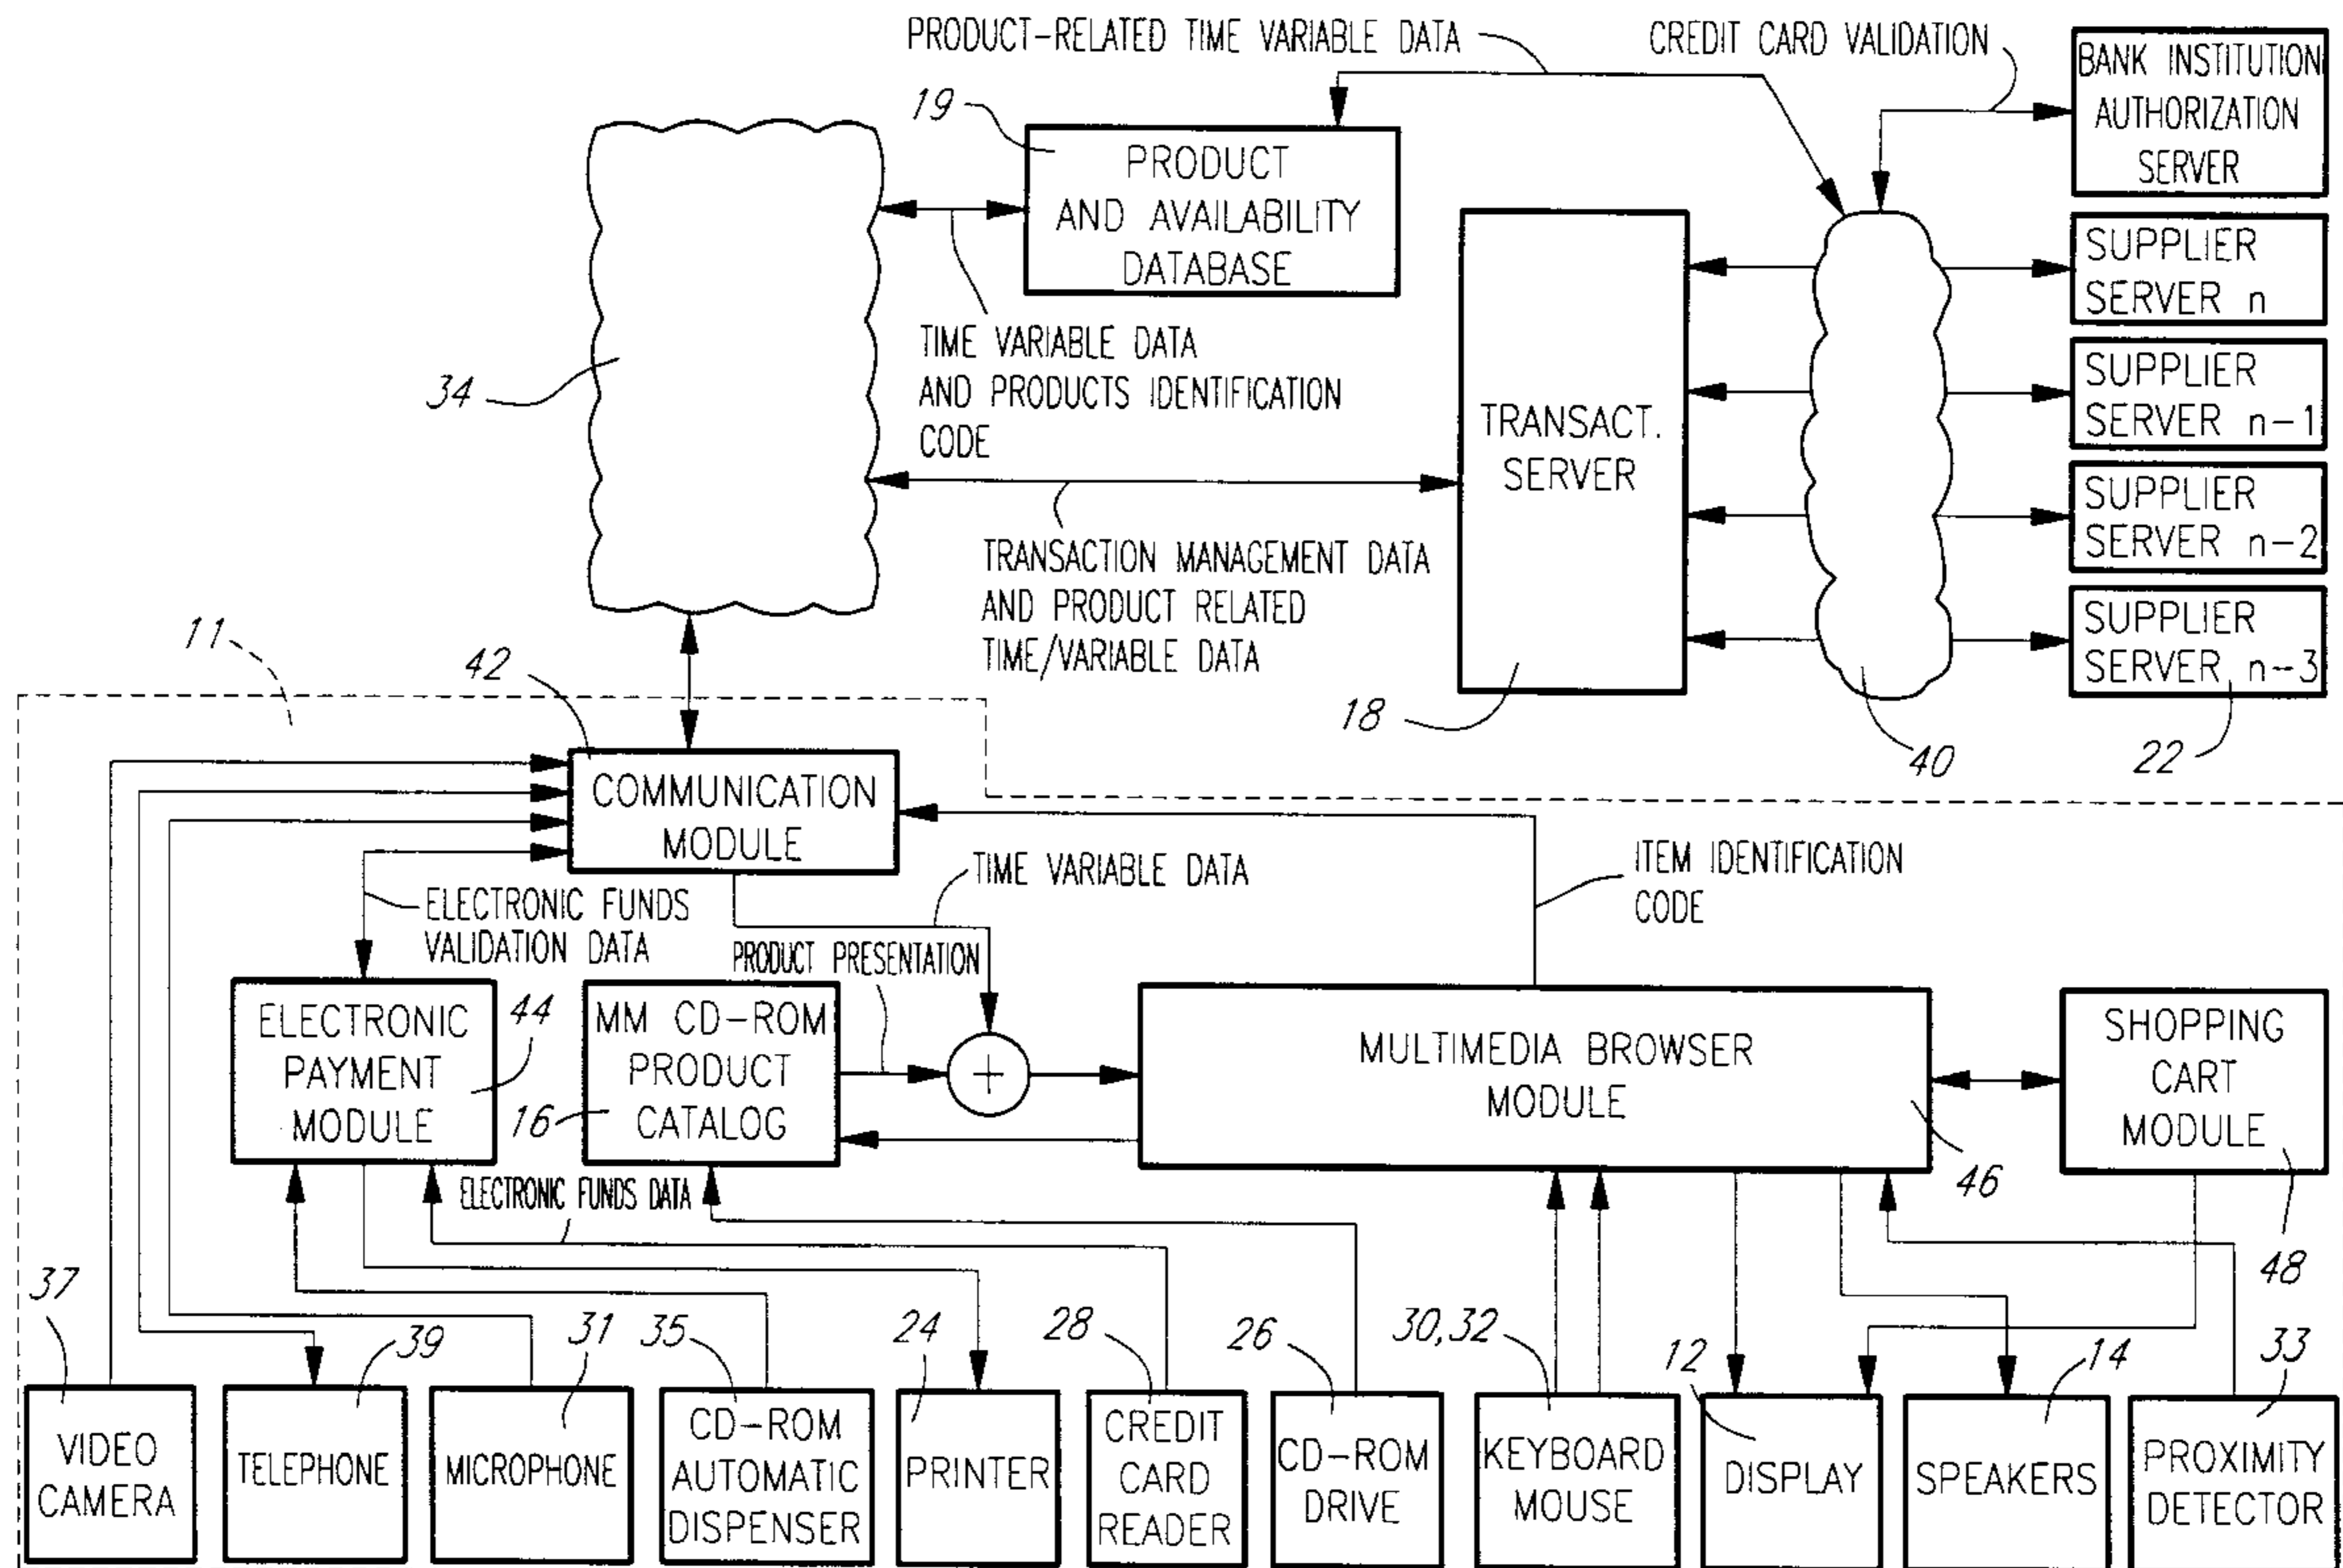 PRODUCT-RELATED TIME VARIABLE DATA
CREDIT CARD VALIDATION
BANK INSTITUTION
AUTHORIZATION
SERVER
19
PRODUCT
AND AVAILABILITY
DATABASE
SUPPLIER
SERVER n
TIME VARIABLE DATA
AND PRODUCTS IDENTIFICATION
CODE
34
SUPPLIER
SERVER n-1
TRANSACT.
SERVER
SUPPLIER
SERVER n-2
TRANSACTION MANAGEMENT DATA
AND PRODUCT RELATED
TIME/VARIABLE DATA
SUPPLIER
SERVER n-3
11
42
18
40
22
COMMUNICATION
MODULE
TIME VARIABLE DATA
ITEM IDENTIFICATION
CODE
ELECTRONIC FUNDS
VALIDATION DATA
PRODUCT PRESENTATION
ELECTRONIC
PAYMENT
MODULE
44
MM CD-ROM
PRODUCT
CATALOG
16
+
MULTIMEDIA BROWSER
MODULE
46
SHOPPING
CART
MODULE
48
ELECTRONIC FUNDS DATA
37
39
31
35
24
28
26
30,32
12
14
33
VIDEO
CAMERA
TELEPHONE
MICROPHONE
CD-ROM
AUTOMATIC
DISPENSER
PRINTER
CREDIT
CARD
READER
CD-ROM
DRIVE
KEYBOARD
MOUSE
DISPLAY
SPEAKERS
PROXIMITY
DETECTOR